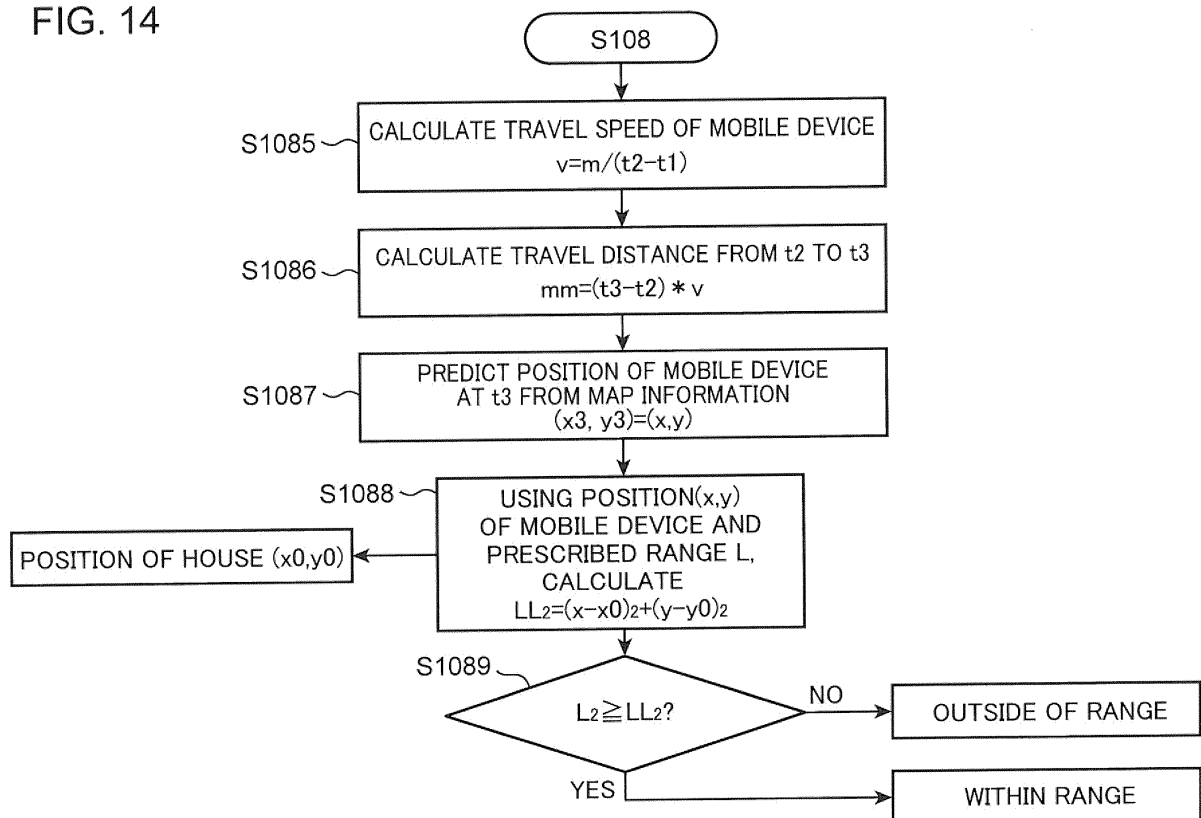 FIG. 14
S108
S1085
CALCULATE TRAVEL SPEED OF MOBILE DEVICE
v=m/(t2-t1)
S1086
CALCULATE TRAVEL DISTANCE FROM t2 TO t3
mm=(t3-t2) * v
S1087
PREDICT POSITION OF MOBILE DEVICE
AT t3 FROM MAP INFORMATION
(x3, y3)=(x,y)
S1088
USING POSITION(x,y)
OF MOBILE DEVICE AND
PRESCRIBED RANGE L,
CALCULATE
LL₂=(x-x0)₂+(y-y0)₂
POSITION OF HOUSE (x0,y0)
S1089
L₂≧LL₂?
NO
OUTSIDE OF RANGE
YES
WITHIN RANGE